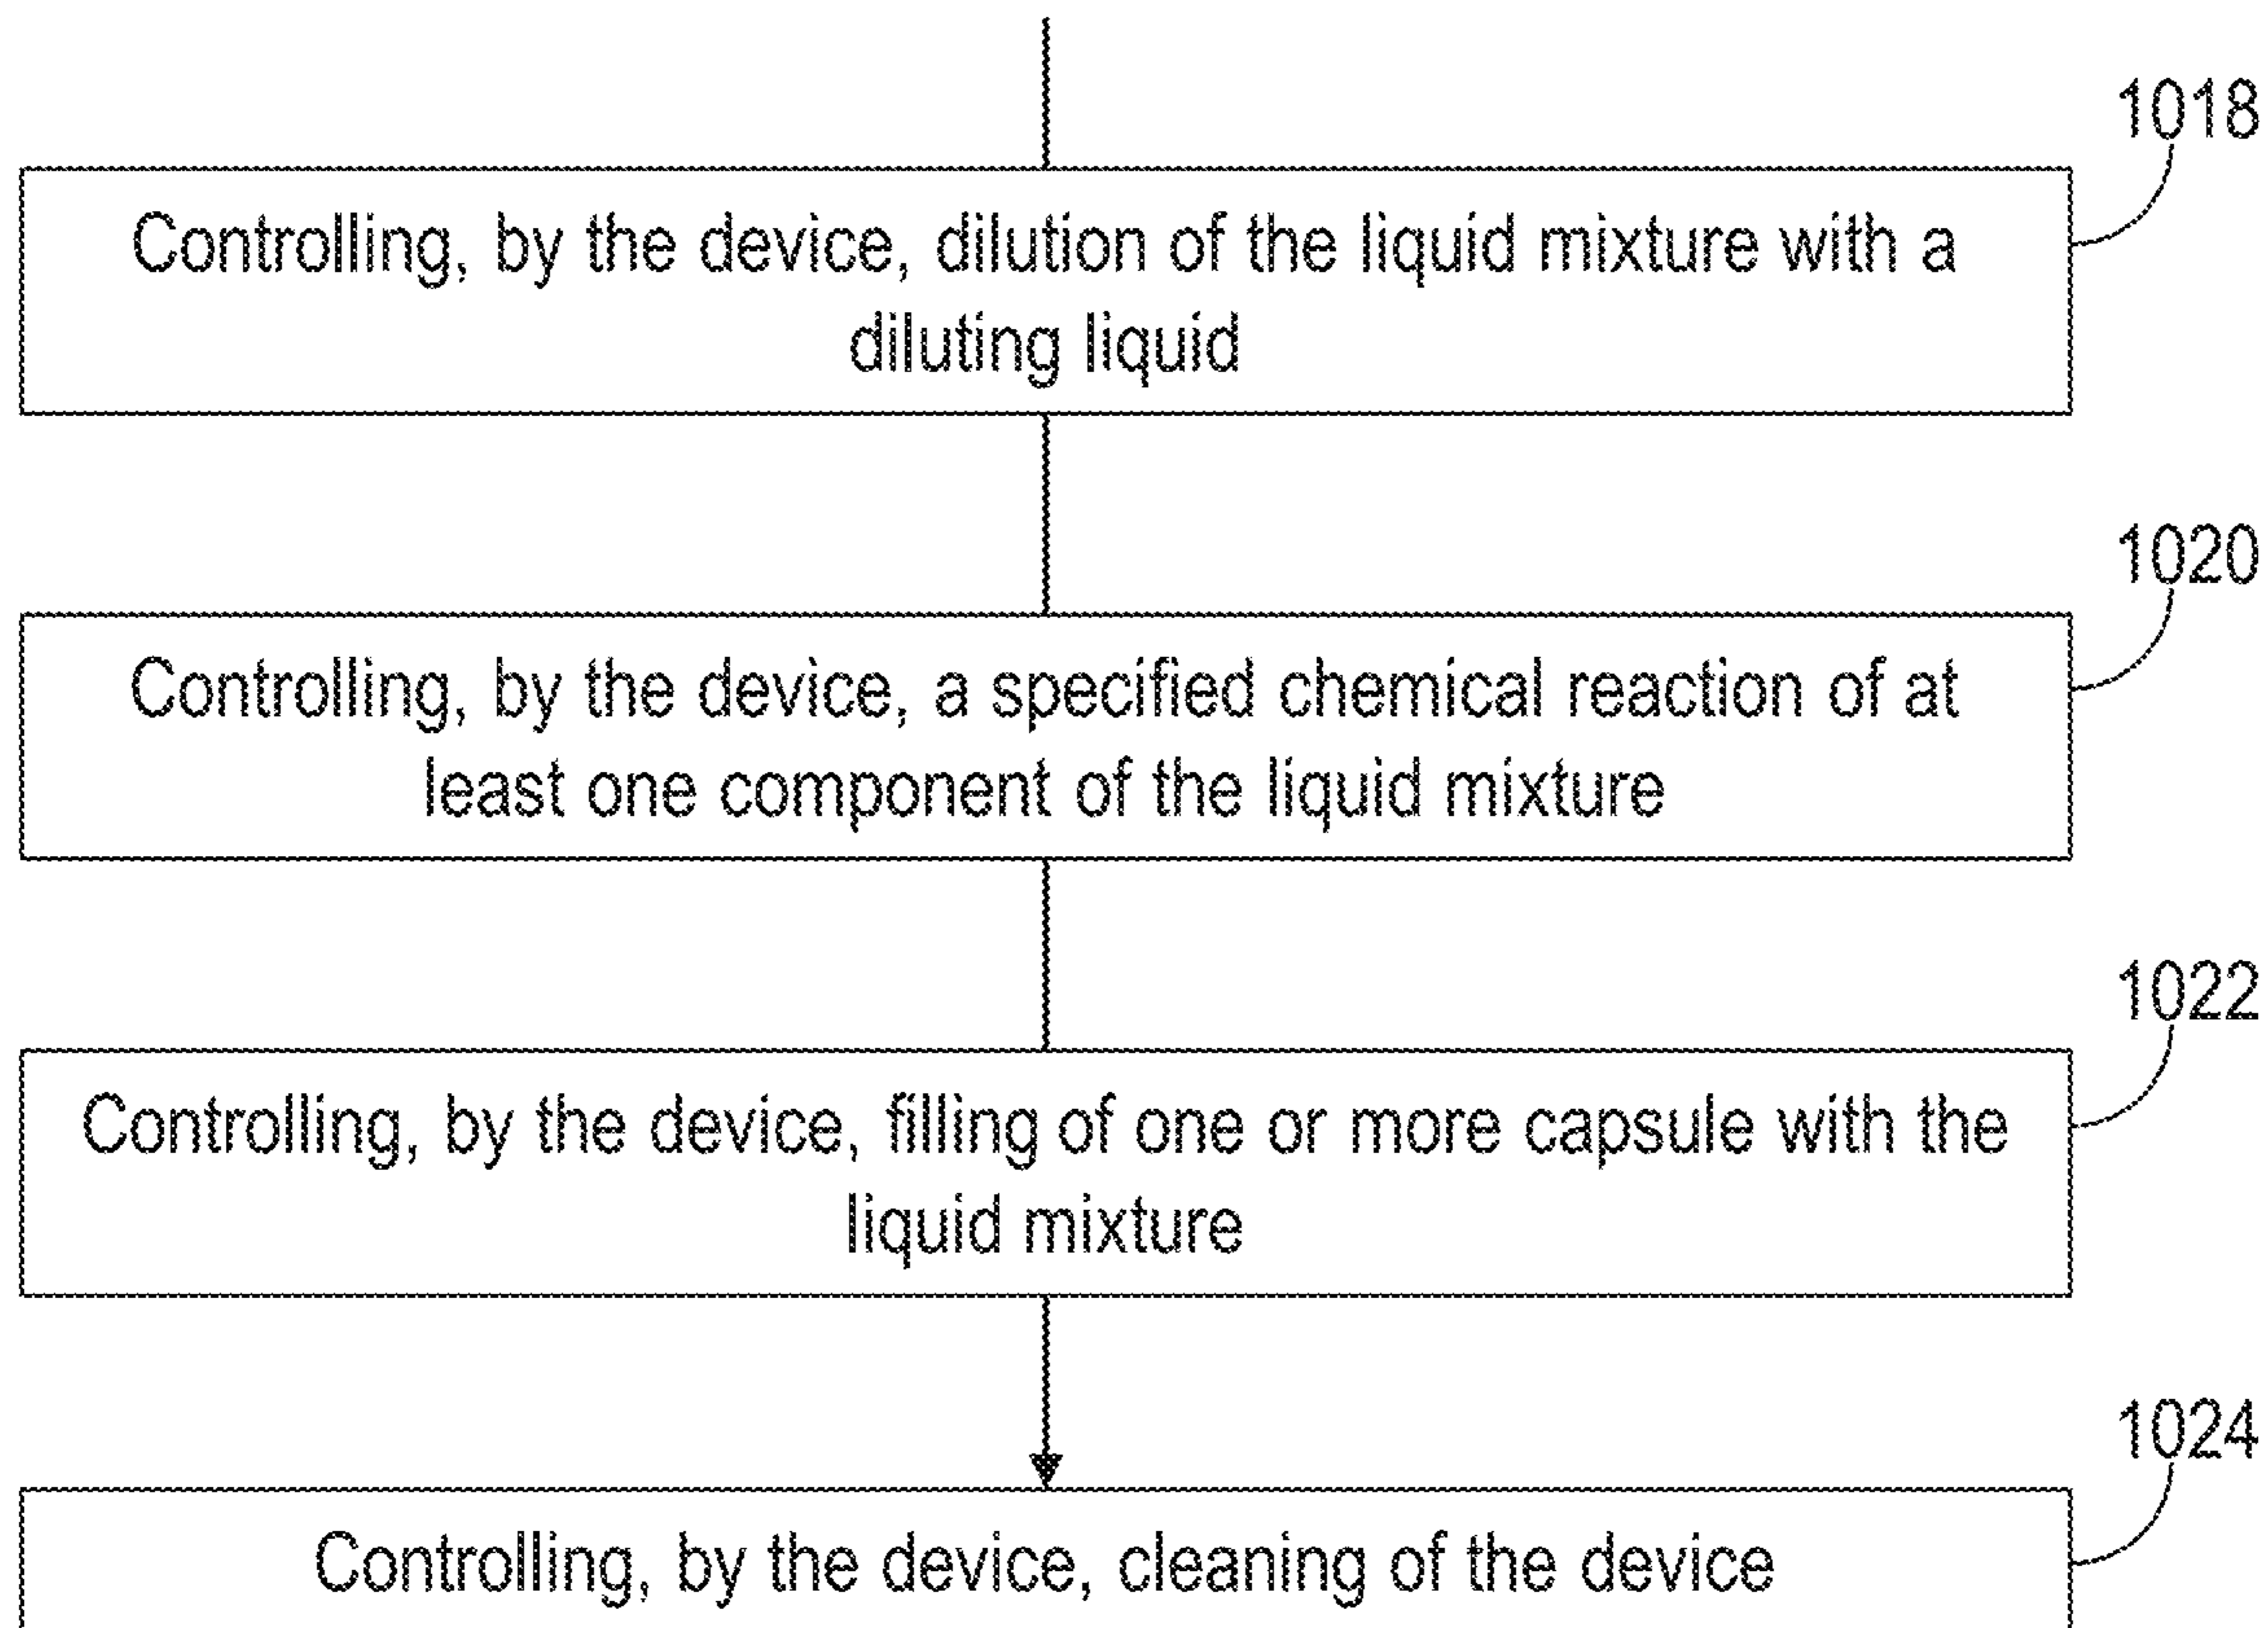 1018
Controlling, by the device, dilution of the liquid mixture with a
diluting liquid
1020
Controlling, by the device, a specified chemical reaction of at
least one component of the liquid mixture
1022
Controlling, by the device, filling of one or more capsule with the
liquid mixture
1024
Controlling, by the device, cleaning of the device